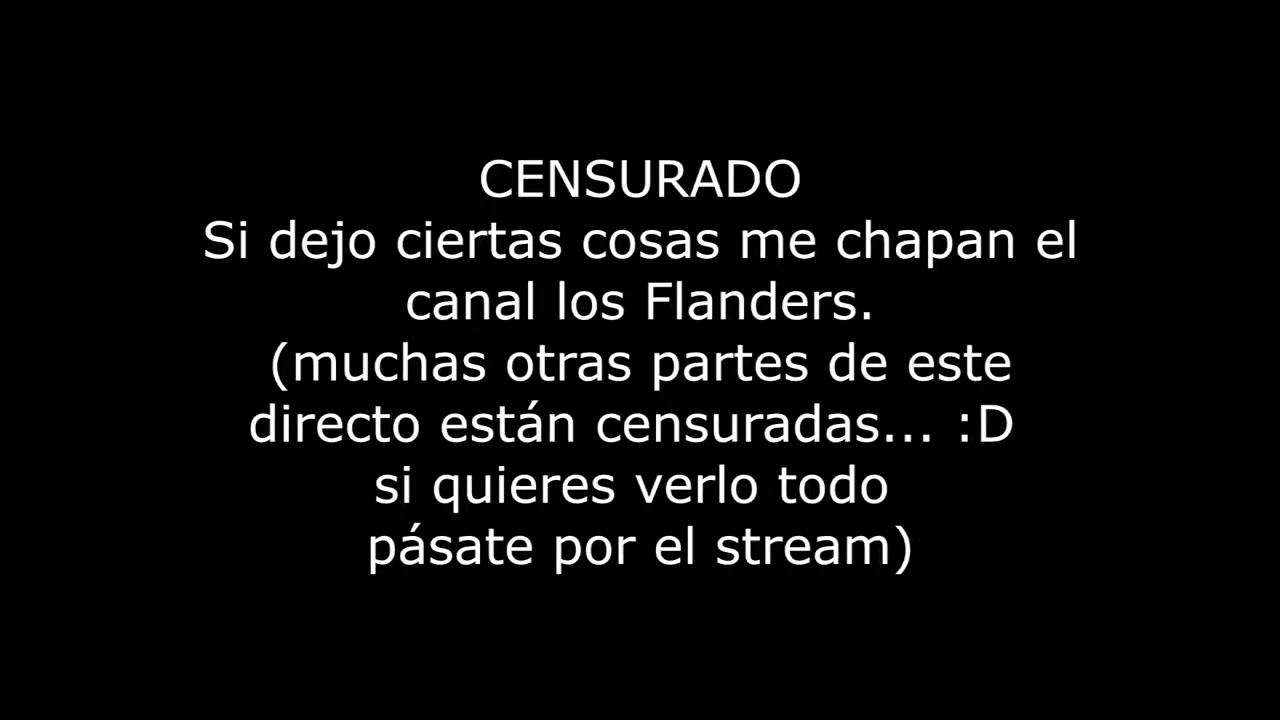 CENSURADO
Si dejo ciertas cosas me chapan el
canal los Flanders.
(muchas otras partes de este
directo están censuradas... :D
si quieres verlo todo
pásate por el stream)